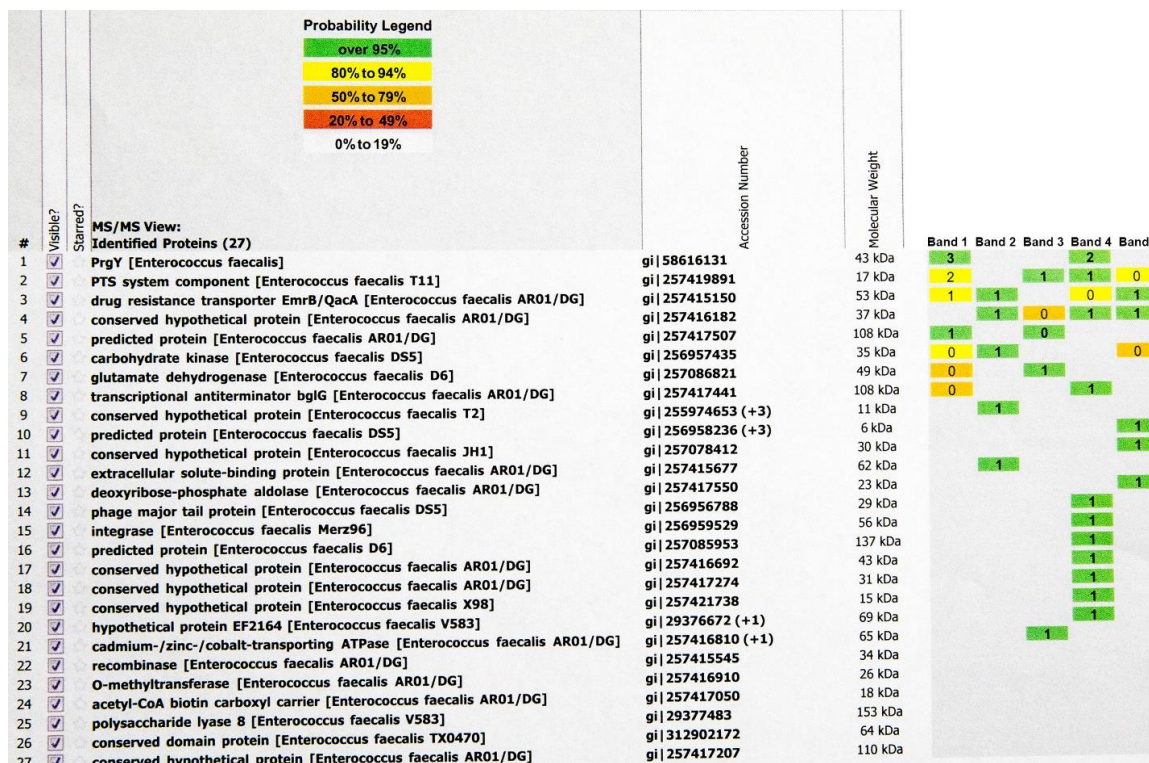 Probability Legend
over 95%
80% to 94%
50% to 79%
20% to 49%
0% to 19%
# Visible? Starred? MS/MS View: Accession Number Molecular Weight
Identified Proteins (27) Band 1 Band 2 Band 3 Band 4 Band
1 PrgY [Enterococcus faecalis] gi|58616131 43 kDa 3 2
2 PTS system component [Enterococcus faecalis T11] gi|257419891 17 kDa 2 1 1 0
3 drug resistance transporter EmrB/QacA [Enterococcus faecalis AR01/DG] gi|257415150 53 kDa 1 1 0 1
4 conserved hypothetical protein [Enterococcus faecalis AR01/DG] gi|257416182 37 kDa 1 0 1 1
5 predicted protein [Enterococcus faecalis AR01/DG] gi|257417507 108 kDa 1 0
6 carbohydrate kinase [Enterococcus faecalis DS5] gi|256957435 35 kDa 0 1 0
7 glutamate dehydrogenase [Enterococcus faecalis D6] gi|257086821 49 kDa 0 1
8 transcriptional antiterminator bglG [Enterococcus faecalis AR01/DG] gi|257417441 108 kDa 0 1
9 conserved hypothetical protein [Enterococcus faecalis T2] gi|255974653 (+3) 11 kDa 1
10 predicted protein [Enterococcus faecalis DS5] gi|256958236 (+3) 6 kDa 1
11 conserved hypothetical protein [Enterococcus faecalis JH1] gi|257078412 30 kDa 1
12 extracellular solute-binding protein [Enterococcus faecalis AR01/DG] gi|257415677 62 kDa 1
13 deoxyribose-phosphate aldolase [Enterococcus faecalis AR01/DG] gi|257417550 23 kDa 1
14 phage major tail protein [Enterococcus faecalis DS5] gi|256956788 29 kDa 1
15 integrase [Enterococcus faecalis Merz96] gi|256959529 56 kDa 1
16 predicted protein [Enterococcus faecalis D6] gi|257085953 137 kDa 1
17 conserved hypothetical protein [Enterococcus faecalis AR01/DG] gi|257416692 43 kDa 1
18 conserved hypothetical protein [Enterococcus faecalis AR01/DG] gi|257417274 31 kDa 1
19 conserved hypothetical protein [Enterococcus faecalis X98] gi|257421738 15 kDa 1
20 hypothetical protein EF2164 [Enterococcus faecalis V583] gi|29376672 (+1) 69 kDa 1
21 cadmium-/zinc-/cobalt-transporting ATPase [Enterococcus faecalis AR01/DG] gi|257416810 (+1) 65 kDa 1
22 recombinase [Enterococcus faecalis AR01/DG] gi|257415545 34 kDa
23 O-methyltransferase [Enterococcus faecalis AR01/DG] gi|257416910 26 kDa
24 acetyl-CoA biotin carboxyl carrier [Enterococcus faecalis AR01/DG] gi|257417050 18 kDa
25 polysaccharide lyase 8 [Enterococcus faecalis V583] gi|29377483 153 kDa
26 conserved domain protein [Enterococcus faecalis TX0470] gi|312902172 64 kDa
27 conserved hypothetical protein [Enterococcus faecalis AR01/DG] gi|257417207 110 kDa